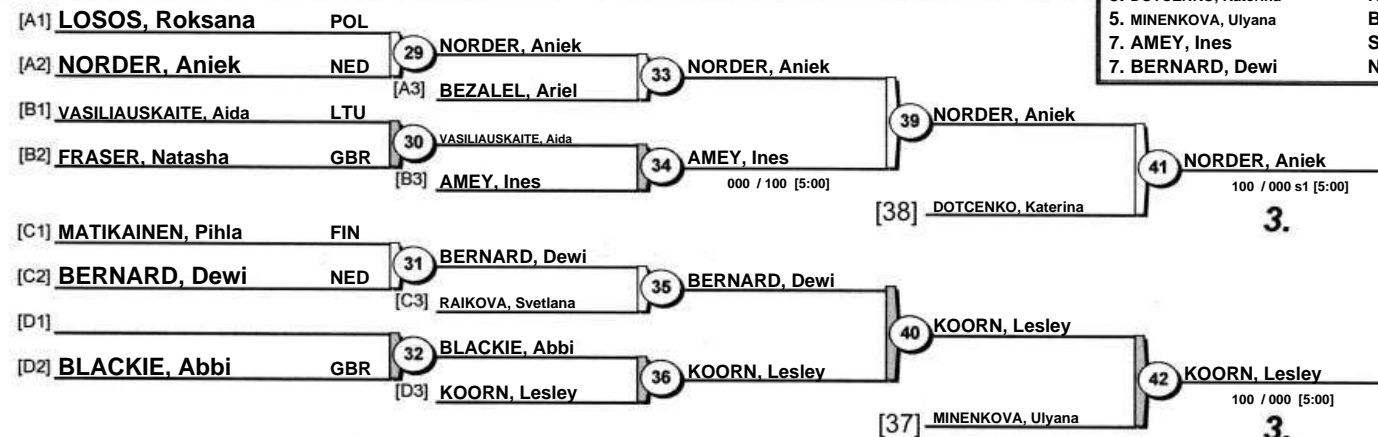 [A1] LOSOS, Roksana POL
[A2] NORDER, Aniek NED
29 NORDER, Aniek
[A3] BEZALEL, Ariel
33 NORDER, Aniek
[B1] VASILIAUSKAITE, Aida LTU
[B2] FRASER, Natasha GBR
30 VASILIAUSKAITE, Aida
[B3] AMEY, Ines
34 AMEY, Ines
000 / 100 [5:00]
39 NORDER, Aniek
[38] DOTCENKO, Katerina
41 NORDER, Aniek
100 / 000 s1 [5:00]
3.
[C1] MATIKAINEN, Pihla FIN
[C2] BERNARD, Dewi NED
31 BERNARD, Dewi
[C3] RAIKOVA, Svetlana
35 BERNARD, Dewi
[D1]
[D2] BLACKIE, Abbi GBR
32 BLACKIE, Abbi
[D3] KOORN, Lesley
36 KOORN, Lesley
40 KOORN, Lesley
[37] MINENKOVA, Ulyana
42 KOORN, Lesley
100 / 000 [5:00]
3.
5. MINENKOVA, Ulyana B
7. AMEY, Ines S
7. BERNARD, Dewi N